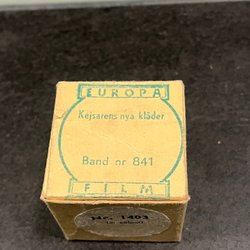 EUROPA
Kejsarens nya kläder
Band nr 841
FILM
Nr. 1403